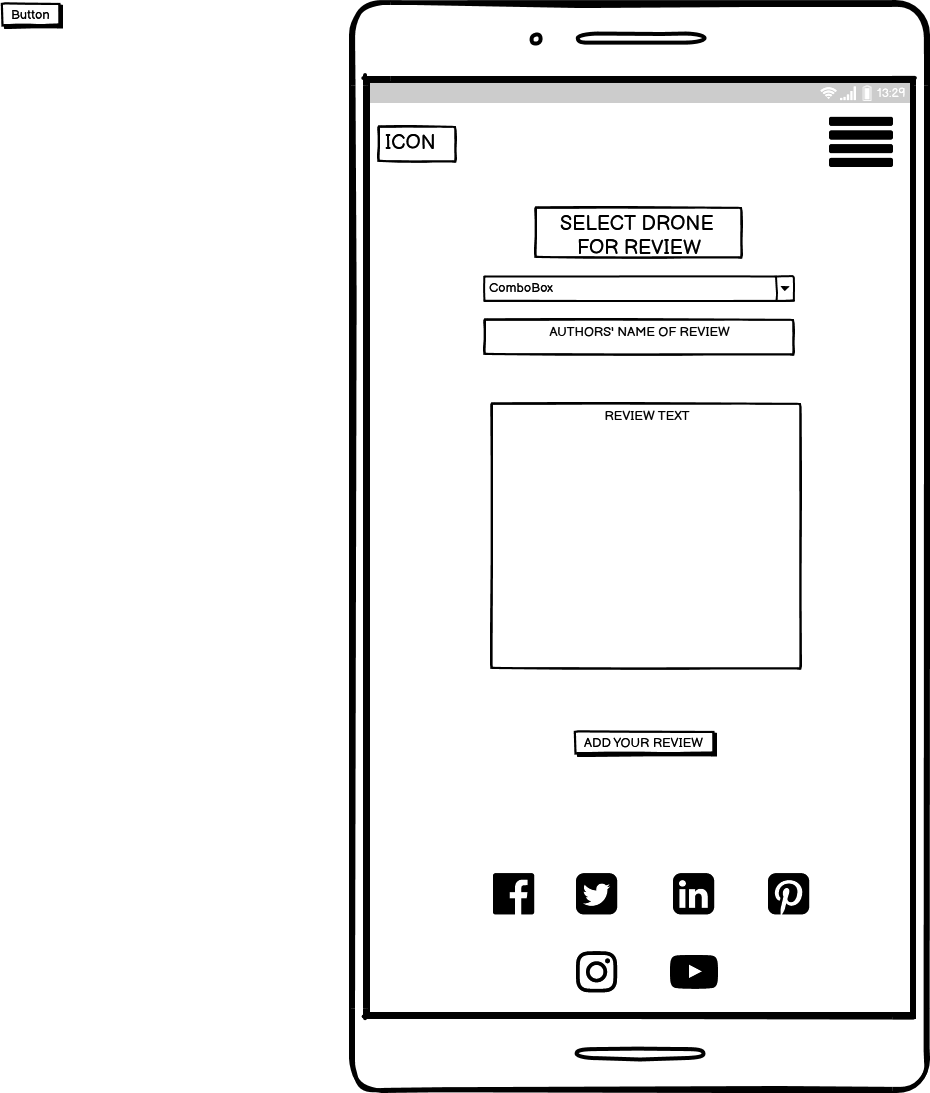 Button
13:29
ICON
SELECT DRONE
FOR REVIEW
ComboBox
AUTHORS' NAME OF REVIEW
REVIEW TEXT
ADD YOUR REVIEW